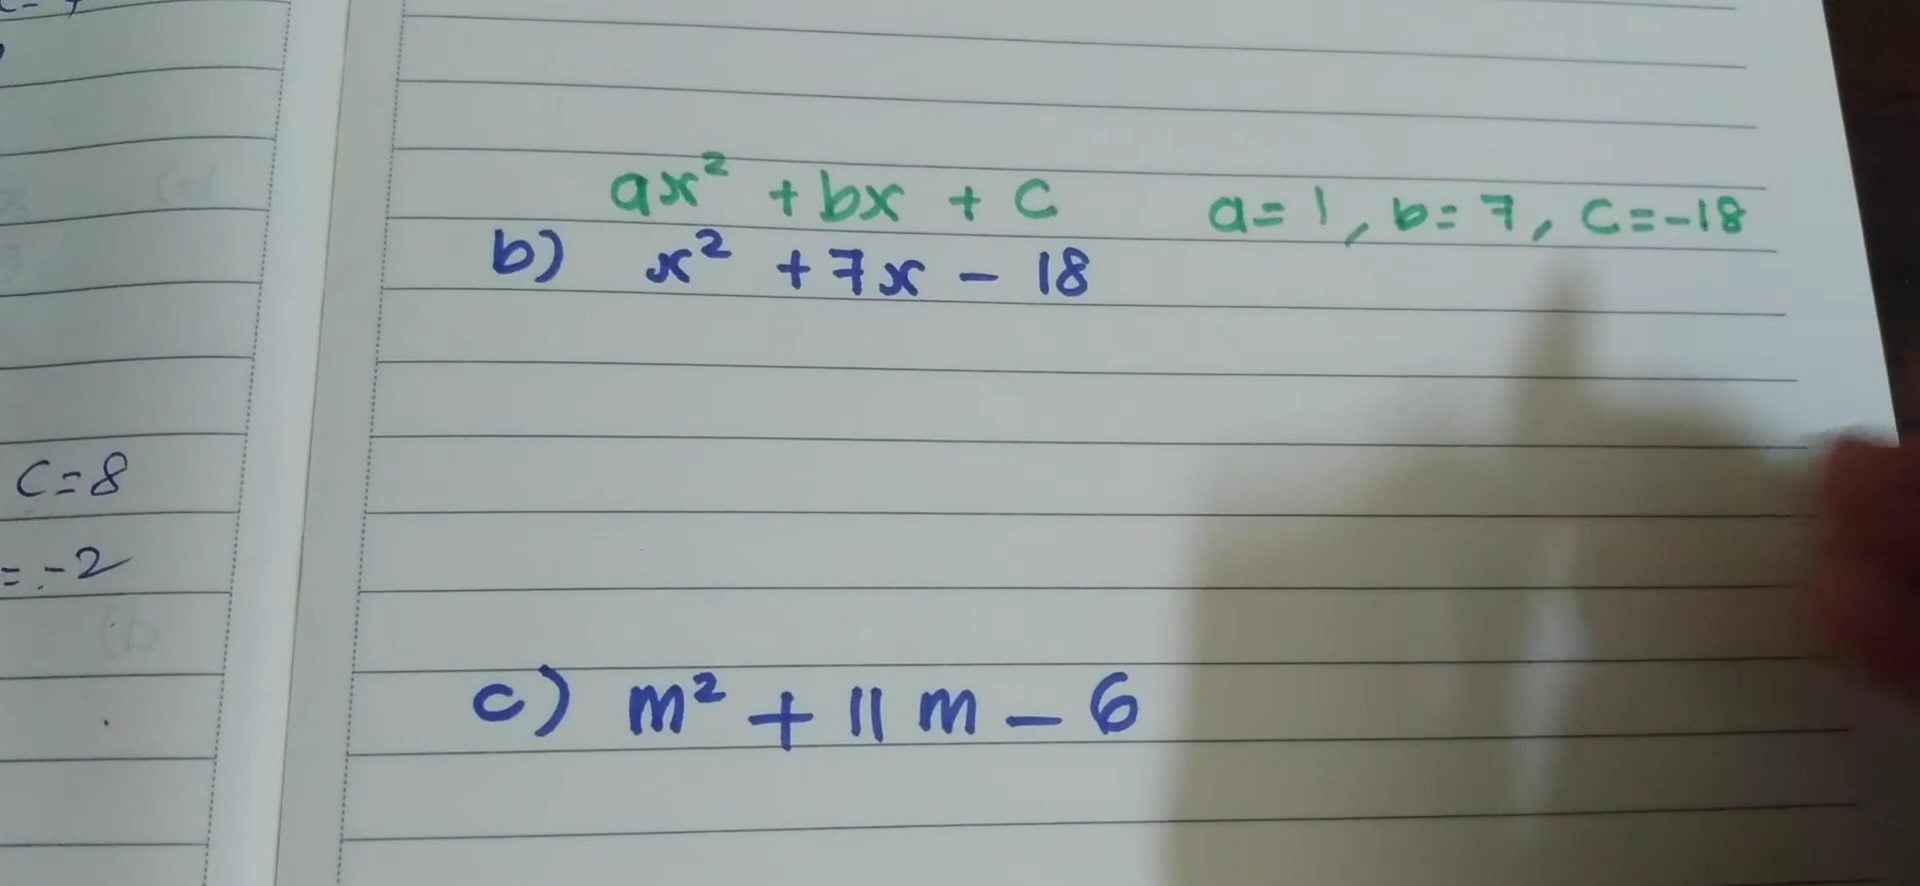 ax² + bx + c a=1, b=7, c=-18
b) x² + 7x - 18
c=8
= -2
c) m² + 11m - 6